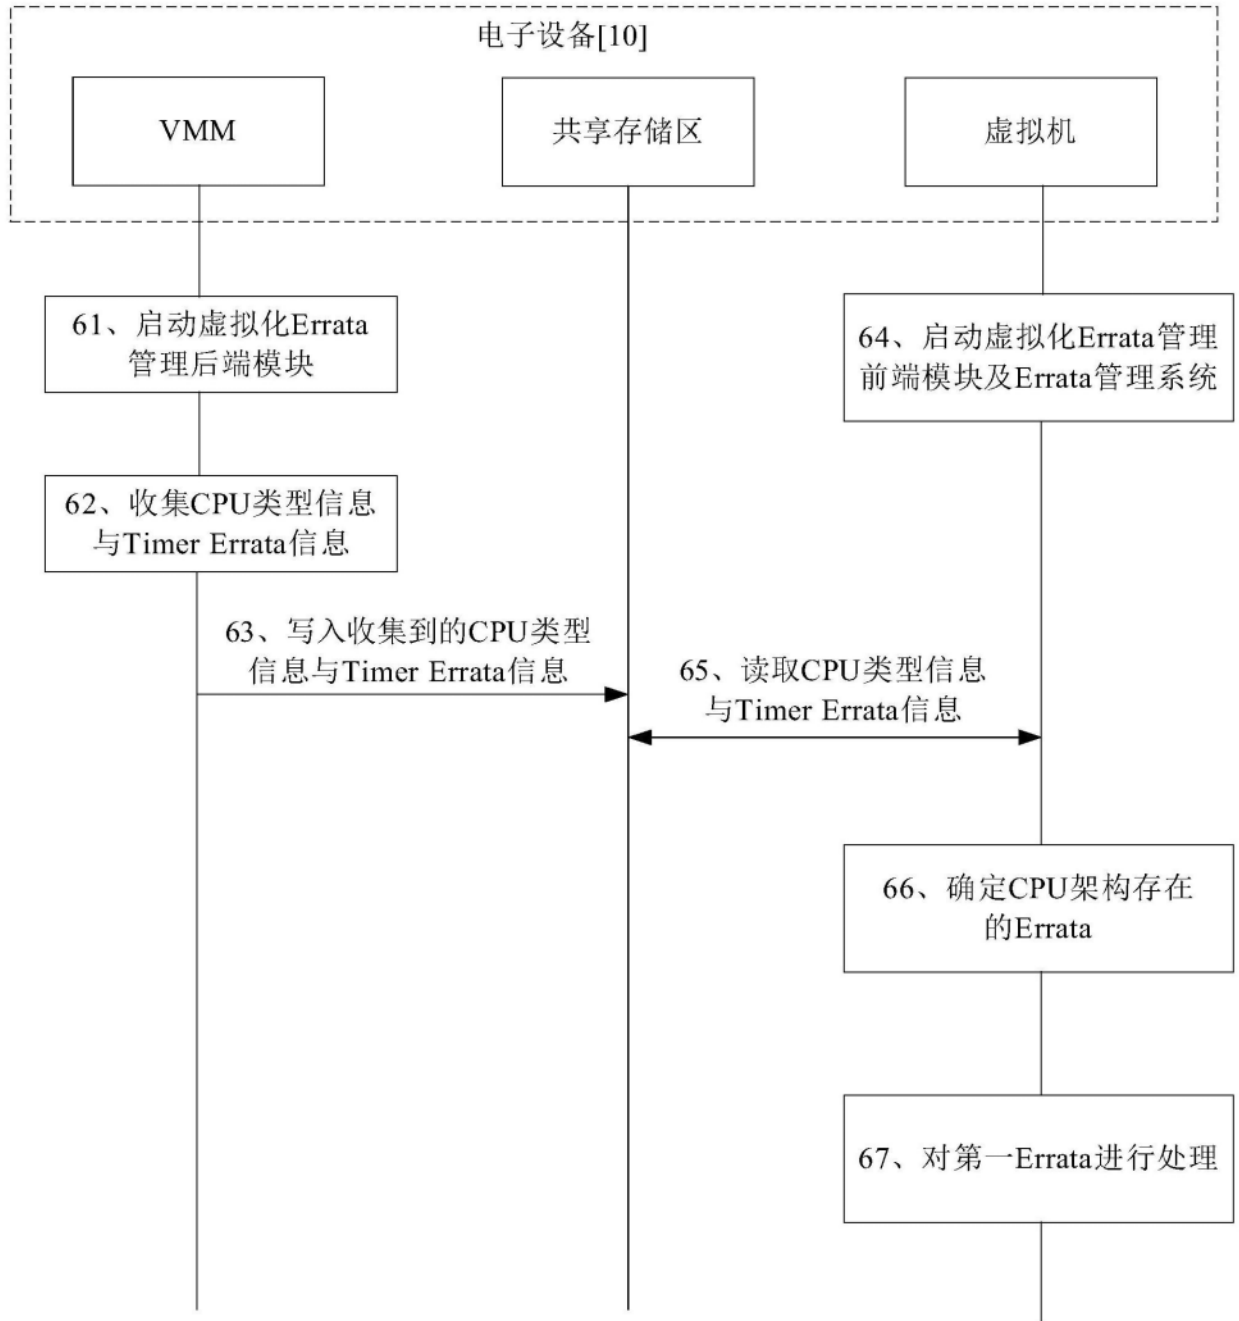 电子设备[10]
VMM
共享存储区
虚拟机
61、启动虚拟化Errata
管理后端模块
64、启动虚拟化Errata管理
前端模块及Errata管理系统
62、收集CPU类型信息
与Timer Errata信息
63、写入收集到的CPU类型
信息与Timer Errata信息
65、读取CPU类型信息
与Timer Errata信息
66、确定CPU架构存在
的Errata
67、对第一Errata进行处理